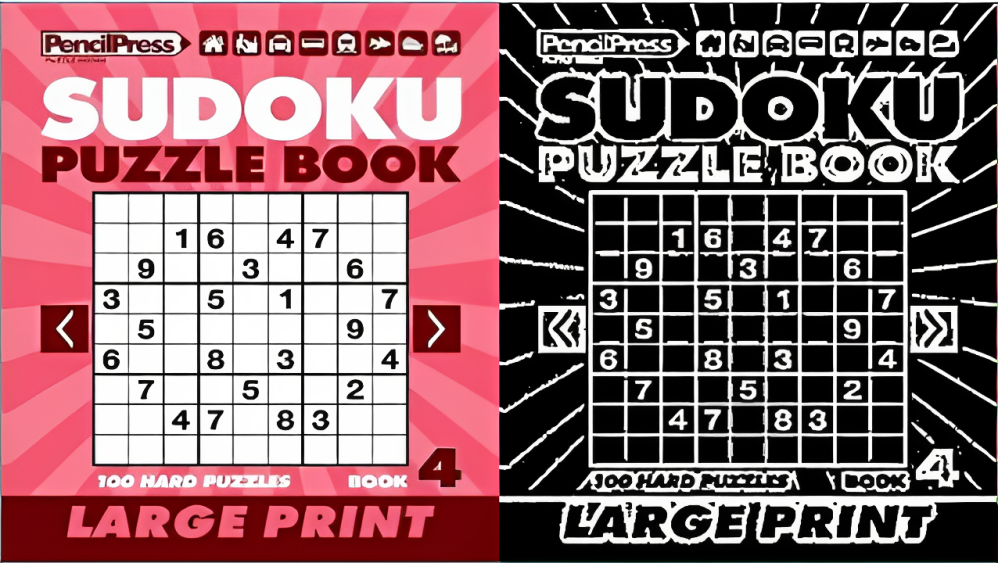 PencilPress
SUDOKU
PUZZLE BOOK
1 6 4 7
9 3 6
3 5 1 7
5 9
6 8 3 4
7 5 2
4 7 8 3
100 HARD PUZZLES BOOK 4
LARGE PRINT
PencilPress
SUDOKU
PUZZLE BOOK
1 6 4 7
9 3 6
3 5 1 7
5 9
6 8 3 4
7 5 2
4 7 8 3
100 HARD PUZZLES BOOK 4
LARGE PRINT